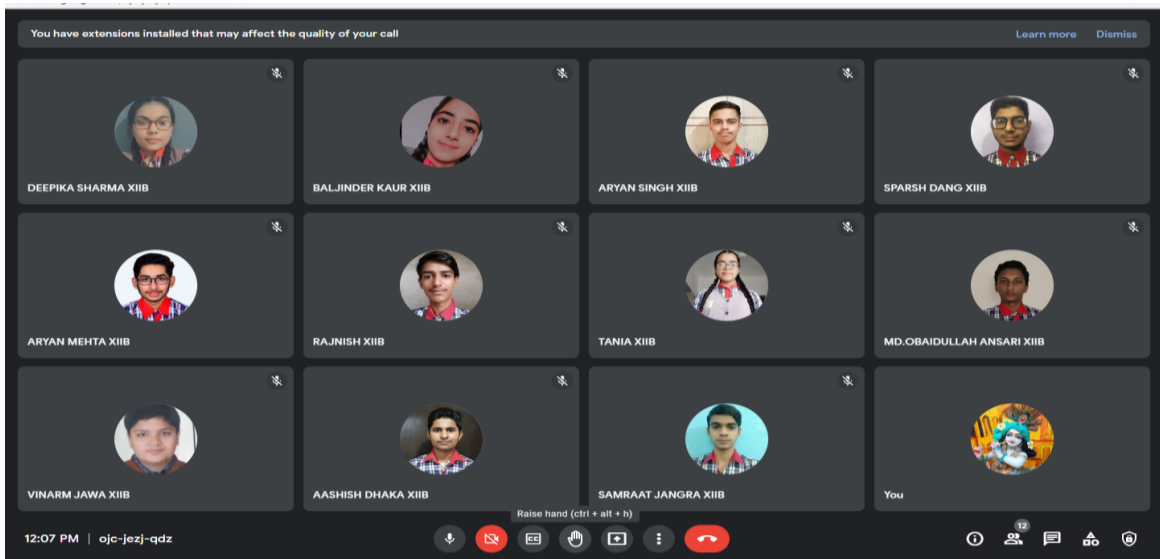 You have extensions installed that may affect the quality of your call
Learn more Dismiss
DEEPIKA SHARMA XIIB
BALJINDER KAUR XIIB
ARYAN SINGH XIIB
SPARSH DANG XIIB
ARYAN MEHTA XIIB
RAJNISH XIIB
TANIA XIIB
MD.OBAIDULLAH ANSARI XIIB
VINARM JAWA XIIB
AASHISH DHAKA XIIB
SAMRAAT JANGRA XIIB
You
Raise hand (ctrl + alt + h)
12:07 PM | ojc-jezj-qdz
CC
12